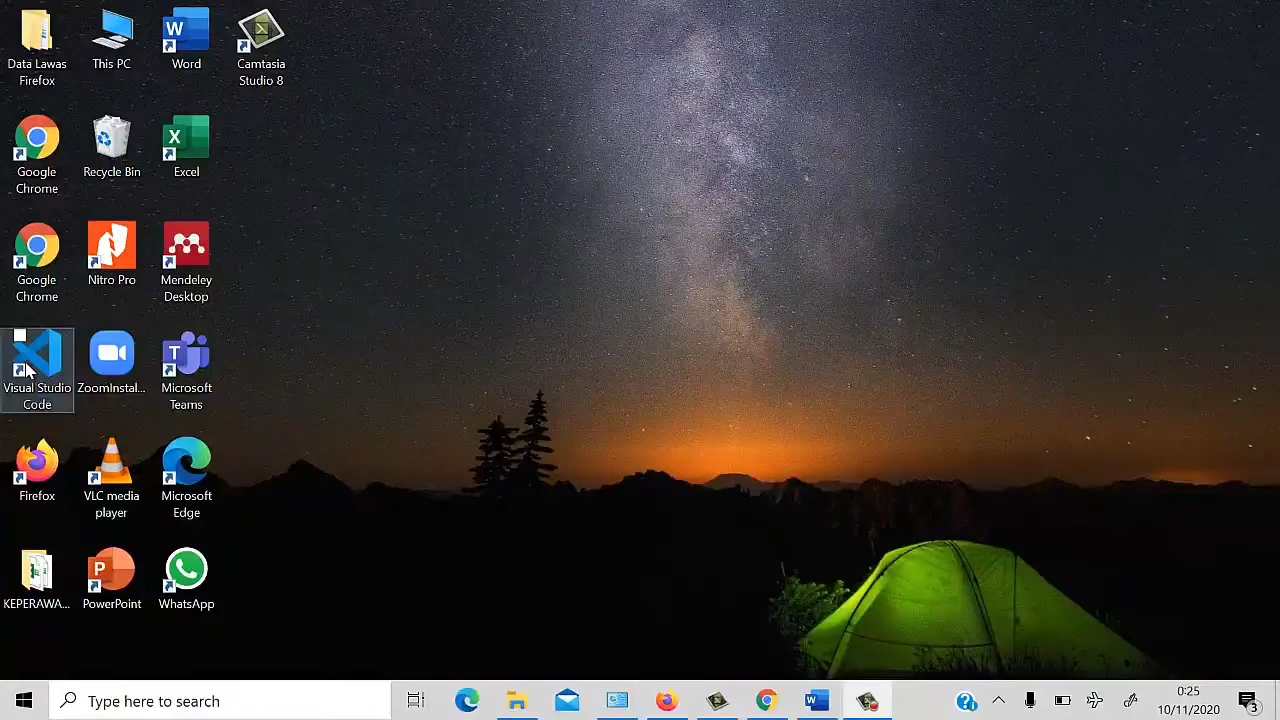 Data Lawas
Firefox
This PC
Word
Camtasia
Studio 8
Google
Chrome
Recycle Bin
Excel
Google
Chrome
Nitro Pro
Mendeley
Desktop
Visual Studio
Code
ZoomInstal...
Microsoft
Teams
Firefox
VLC media
player
Microsoft
Edge
KEPERAWA...
PowerPoint
WhatsApp
Type here to search
0:25
10/11/2020
3